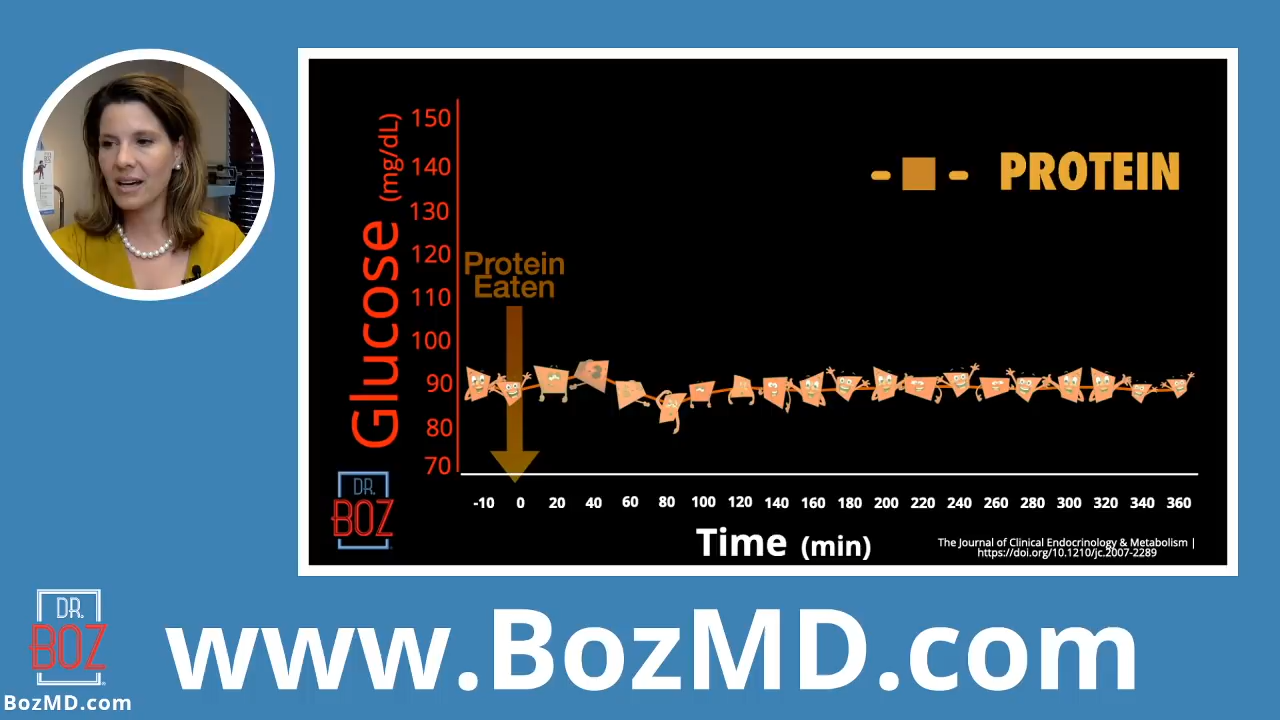 PROTEIN
Glucose (mg/dL)
150
140
130
120
110
100
90
80
70
Protein
Eaten
-10 0 20 40 60 80 100 120 140 160 180 200 220 240 260 280 300 320 340 360
Time (min)
The Journal of Clinical Endocrinology & Metabolism |
https://doi.org/10.1210/jc.2007-2289
DR.
BOZ
DR.
BOZ
www.BozMD.com
BozMD.com